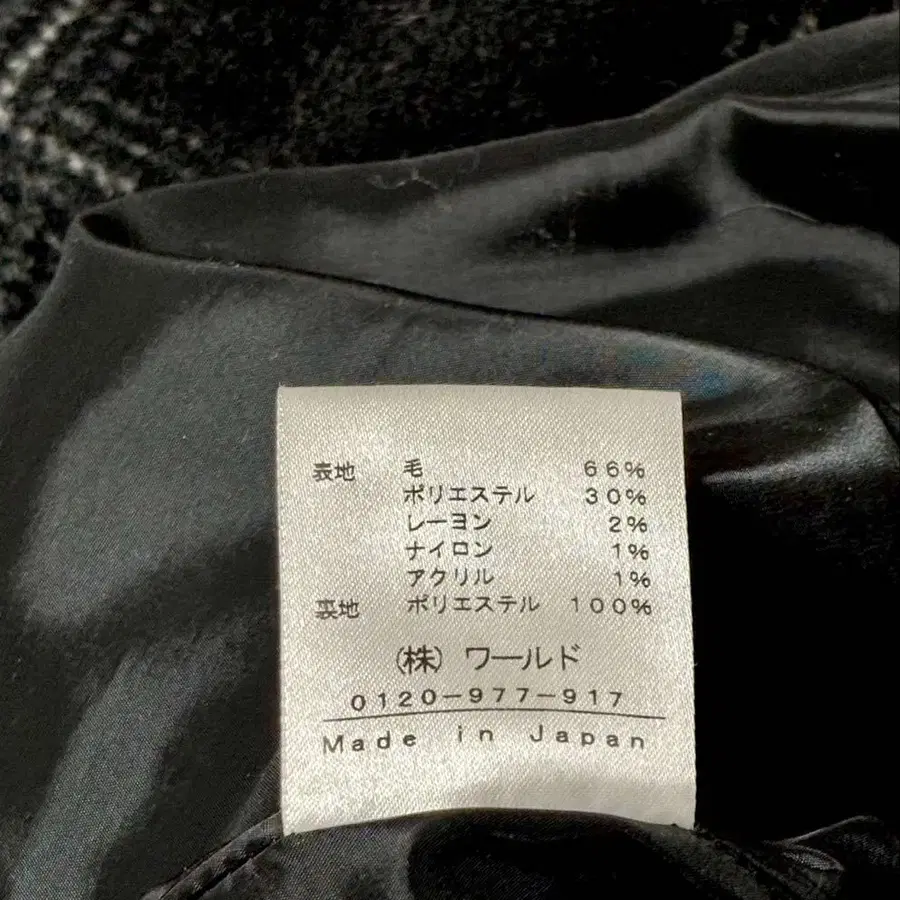 表地 毛 66%
ポリエステル 30%
レーヨン 2%
ナイロン 1%
アクリル 1%
裏地 ポリエステル 100%
(株) ワールド
0120-977-917
Made in Japan